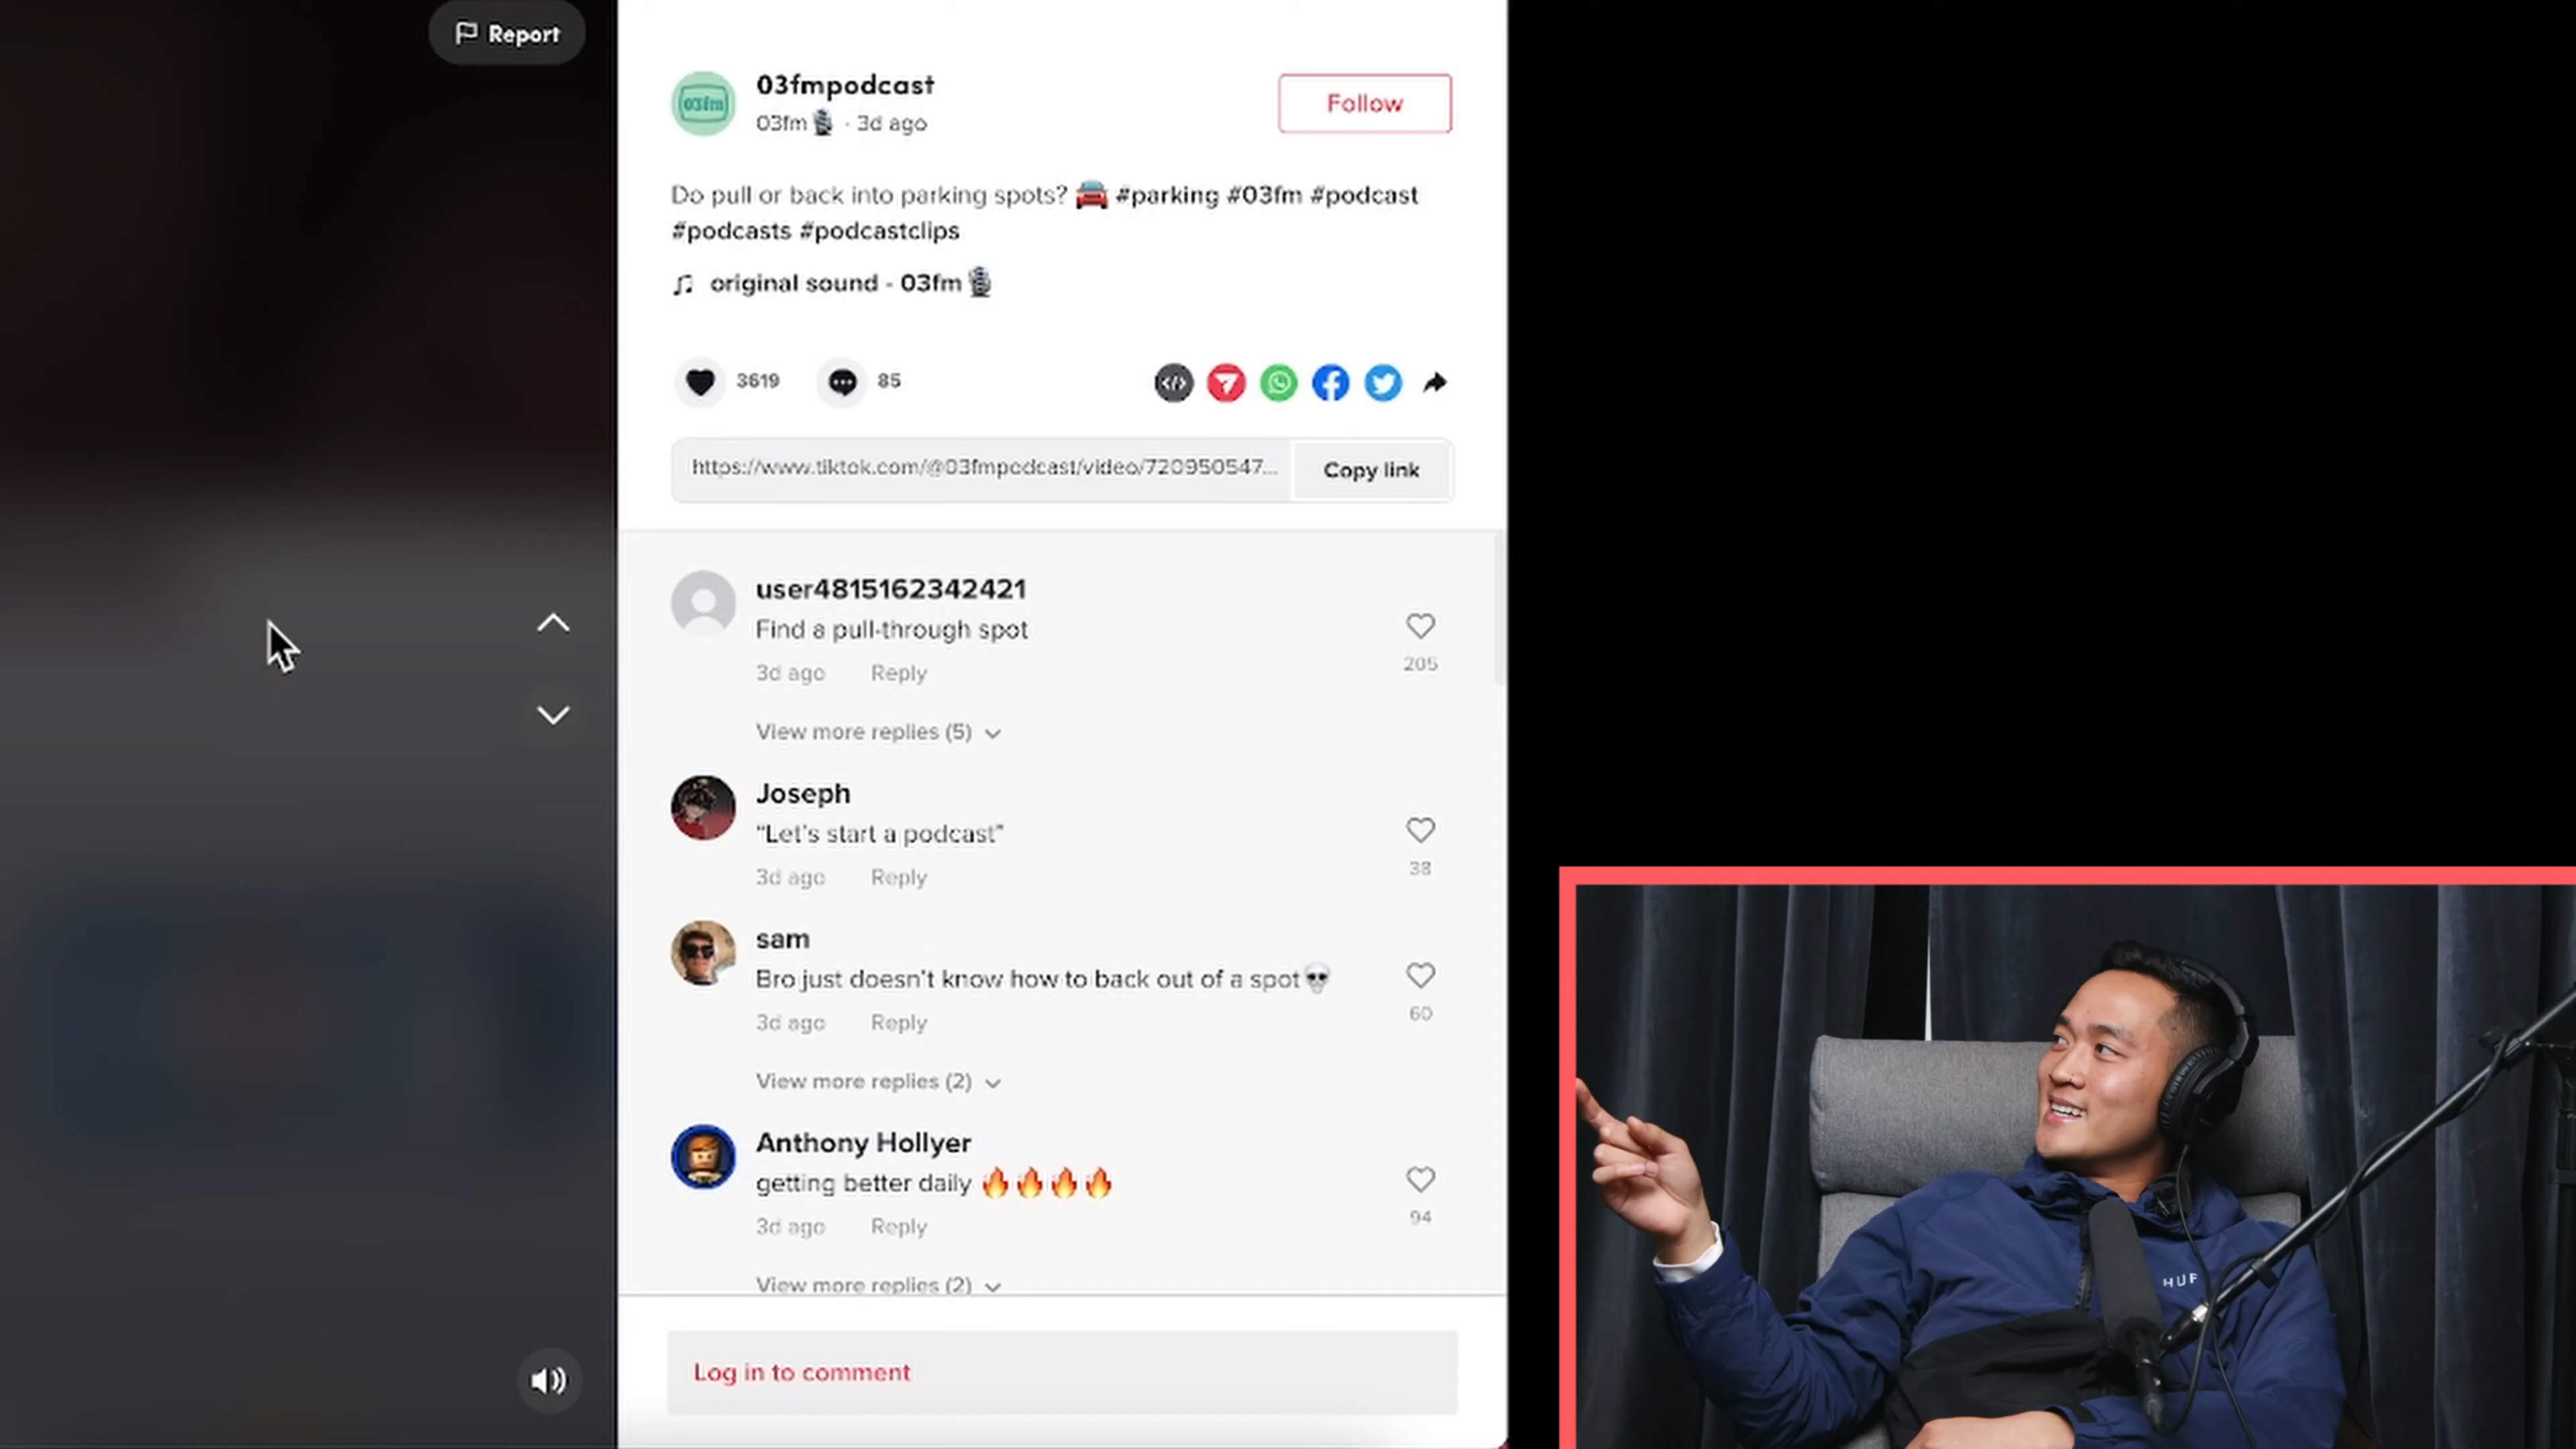 Report
03fm
03fmpodcast
03fm🎙️ · 3d ago
Follow
Do pull or back into parking spots? 🚘 #parking #03fm #podcast
#podcasts #podcastclips
original sound - 03fm🎙️
3619
85
https://www.tiktok.com/@03fmpodcast/video/720950547...
Copy link
user4815162342421
Find a pull-through spot
205
3d ago Reply
View more replies (5)
Joseph
"Let's start a podcast"
38
3d ago Reply
sam
Bro just doesn't know how to back out of a spot💀
60
3d ago Reply
View more replies (2)
Anthony Hollyer
getting better daily 🔥🔥🔥🔥
94
3d ago Reply
View more replies (2)
Log in to comment
HUF